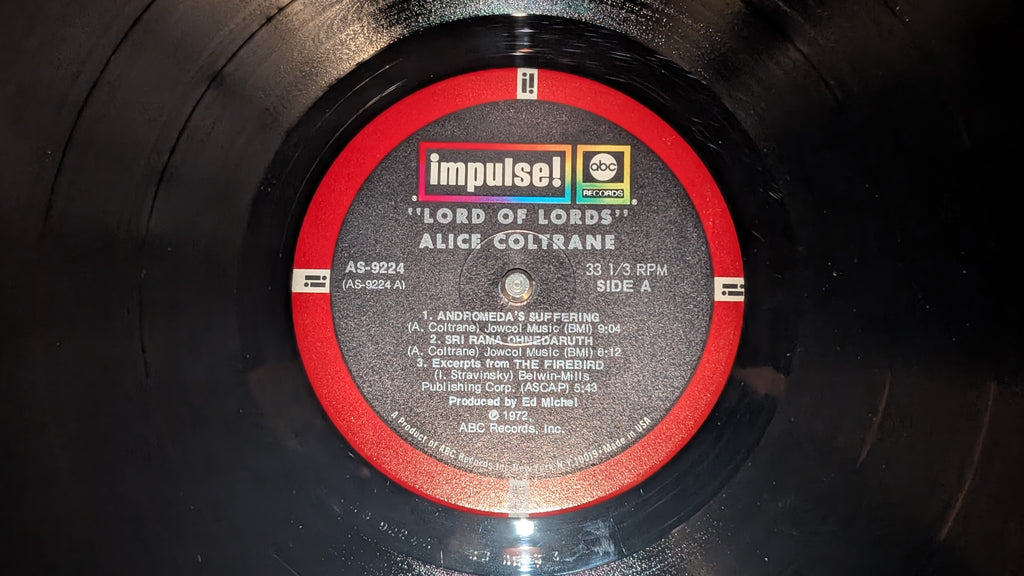 i!
impulse! abc RECORDS
"LORD OF LORDS"
ALICE COLTRANE
AS-9224
(AS-9224 A)
33 1/3 RPM
SIDE A
1. ANDROMEDA'S SUFFERING
(A. Coltrane) Jowcol Music (BMI) 9:04
2. SRI RAMA OHNEDARUTH
(A. Coltrane) Jowcol Music (BMI) 6:12
3. Excerpts from THE FIREBIRD
(I. Stravinsky) Belwin-Mills
Publishing Corp. (ASCAP) 5:43
Produced by Ed Michel
℗ 1972
ABC Records, Inc.
A Product of ABC Records Inc. New York, N.Y. 10019 • Made in USA
i!
i!